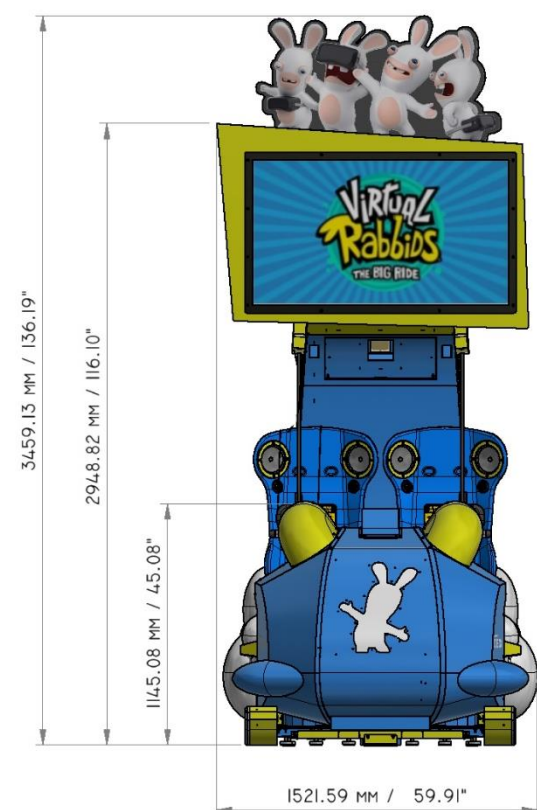 VIRTUAL
Rabbids
THE BIG RIDE
3459.13 MM / 136.19"
2948.82 MM / 116.10"
1145.08 MM / 45.08"
1521.59 MM / 59.91"